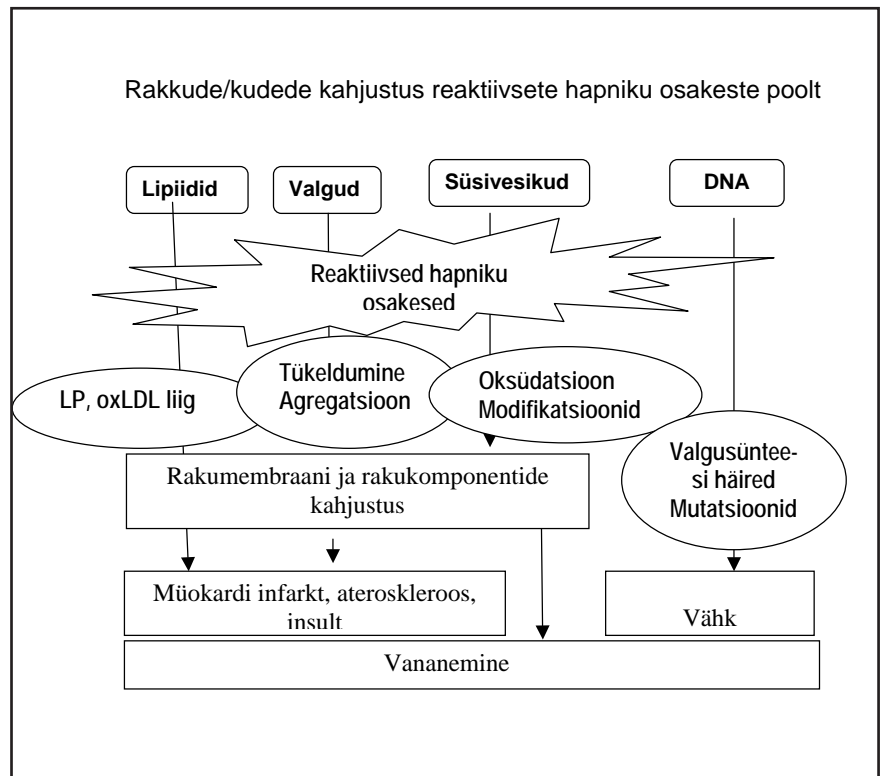 Rakkude/kudede kahjustus reaktiivsete hapniku osakeste poolt
Lipiidid
Valgud
Süsivesikud
DNA
Reaktiivsed hapniku
osakesed
LP, oxLDL liig
Tükeldumine
Agregatsioon
Oksüdatsioon
Modifikatsioonid
Valgusüntee-
si häired
Mutatsioonid
Rakumembraani ja rakukomponentide
kahjustus
Müokardi infarkt, ateroskleroos,
insult
Vähk
Vananemine